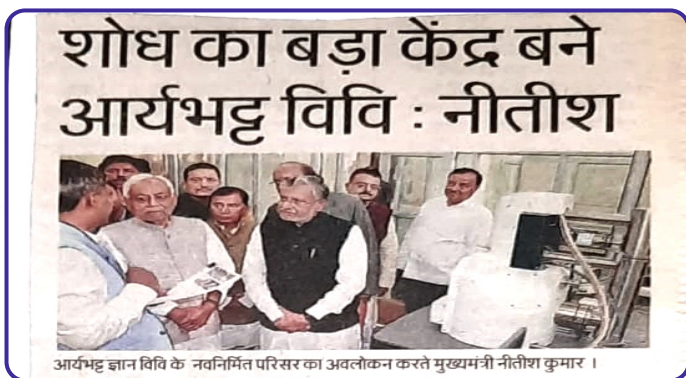 शोध का बड़ा केंद्र बने
आर्यभट्ट विवि : नीतीश
आर्यभट्ट ज्ञान विवि के नवनिर्मित परिसर का अवलोकन करते मुख्यमंत्री नीतीश कुमार ।